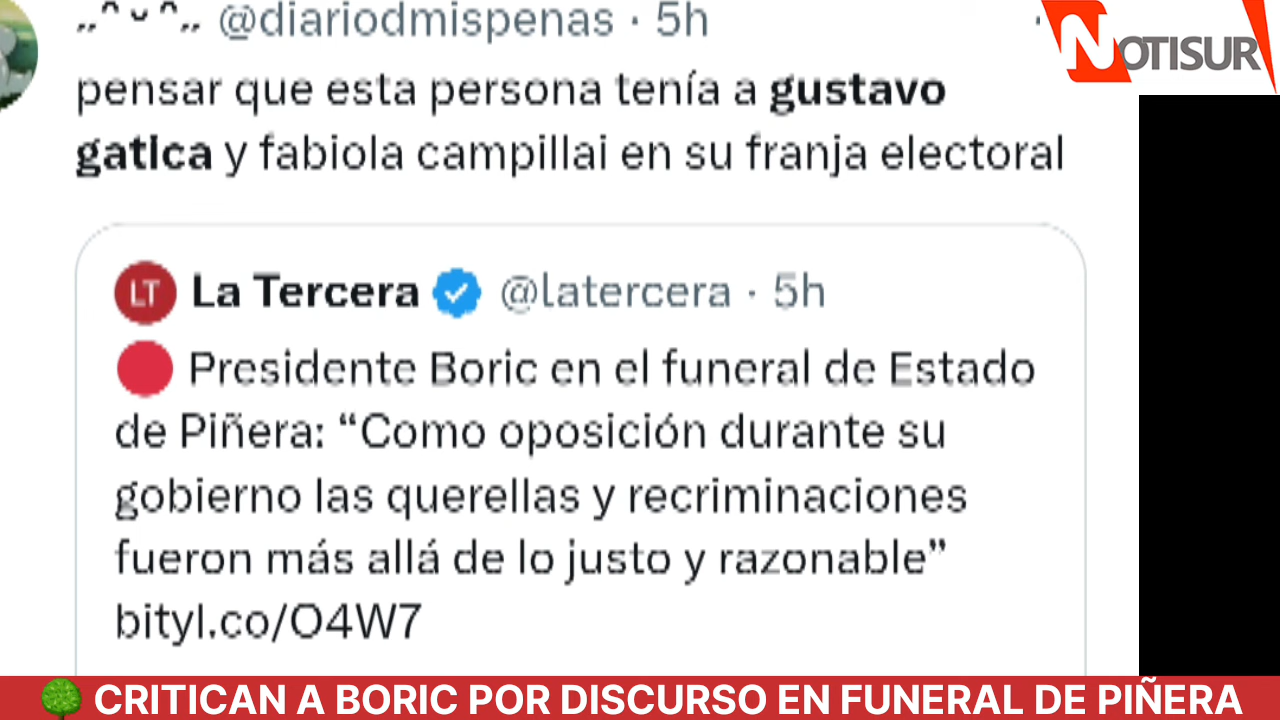 „^ ᵕ ^„ @diariodmispenas · 5h
NOTISUR
pensar que esta persona tenía a gustavo
gatica y fabiola campillai en su franja electoral
LT La Tercera @latercera · 5h
Presidente Boric en el funeral de Estado
de Piñera: “Como oposición durante su
gobierno las querellas y recriminaciones
fueron más allá de lo justo y razonable”
bityl.co/O4W7
CRITICAN A BORIC POR DISCURSO EN FUNERAL DE PIÑERA